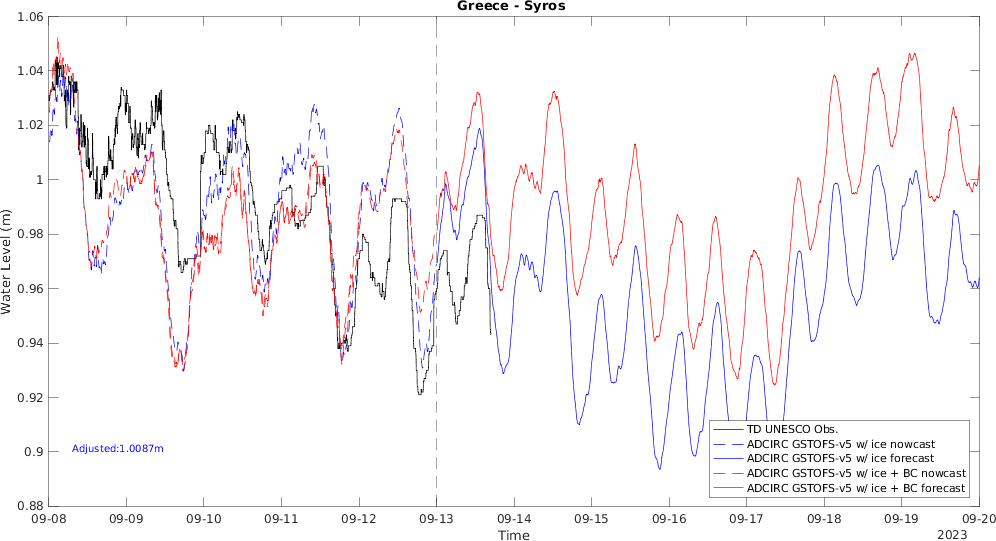 Greece - Syros
1.06
1.04
1.02
1
0.98
0.96
0.94
0.92
0.9
0.88
Water Level (m)
Adjusted:1.0087m
TD UNESCO Obs.
ADCIRC GSTOFS-v5 w/ ice nowcast
ADCIRC GSTOFS-v5 w/ ice forecast
ADCIRC GSTOFS-v5 w/ ice + BC nowcast
ADCIRC GSTOFS-v5 w/ ice + BC forecast
09-08 09-09 09-10 09-11 09-12 09-13 09-14 09-15 09-16 09-17 09-18 09-19 09-20
Time
2023